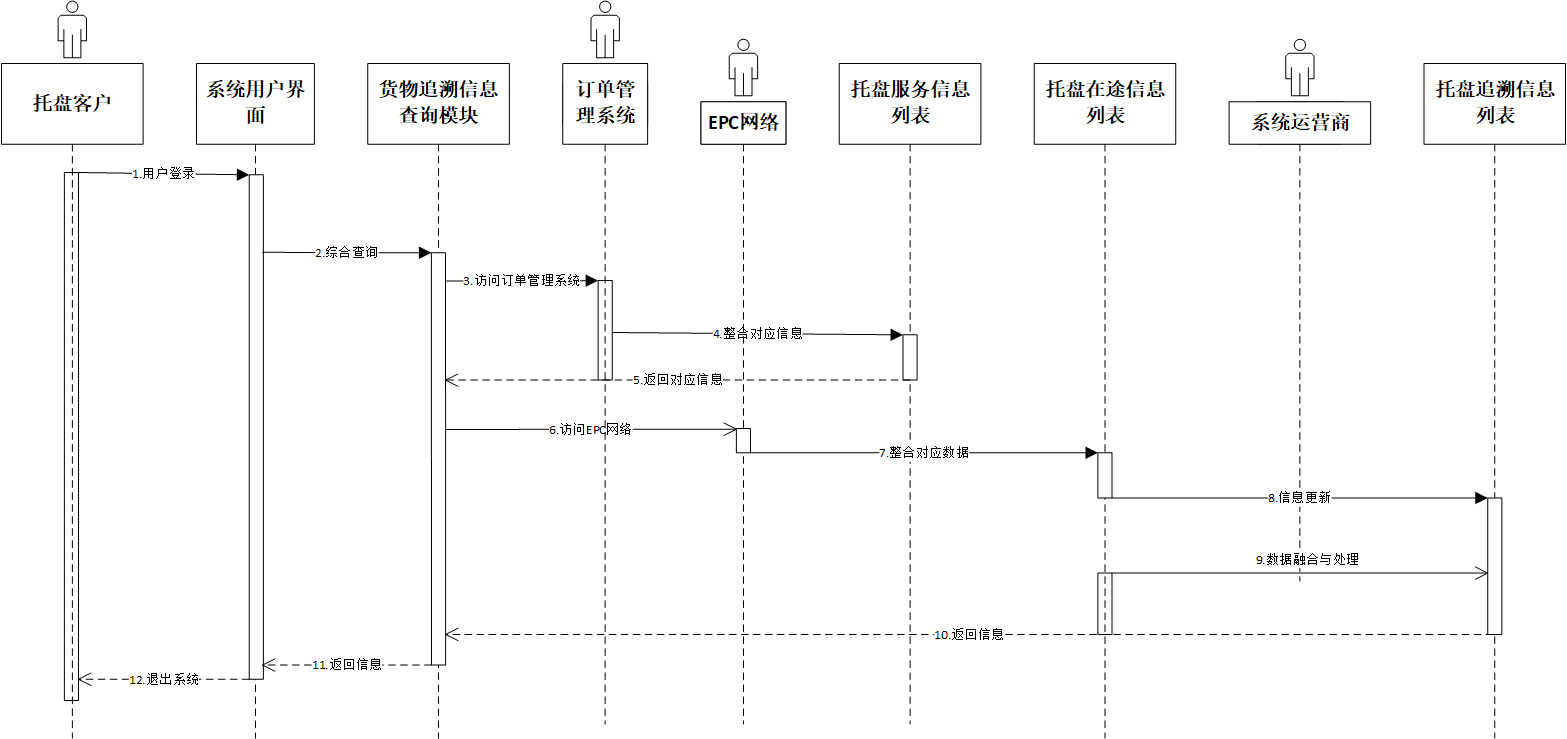 托盘客户
系统用户界
面
货物追溯信息
查询模块
订单管
理系统
EPC网络
托盘服务信息
列表
托盘在途信息
列表
系统运营商
托盘追溯信息
列表
1.用户登录
2.综合查询
3.访问订单管理系统
4.整合对应信息
5.返回对应信息
6.访问EPC网络
7.整合对应数据
8.信息更新
9.数据融合与处理
10.返回信息
11.返回信息
12.退出系统